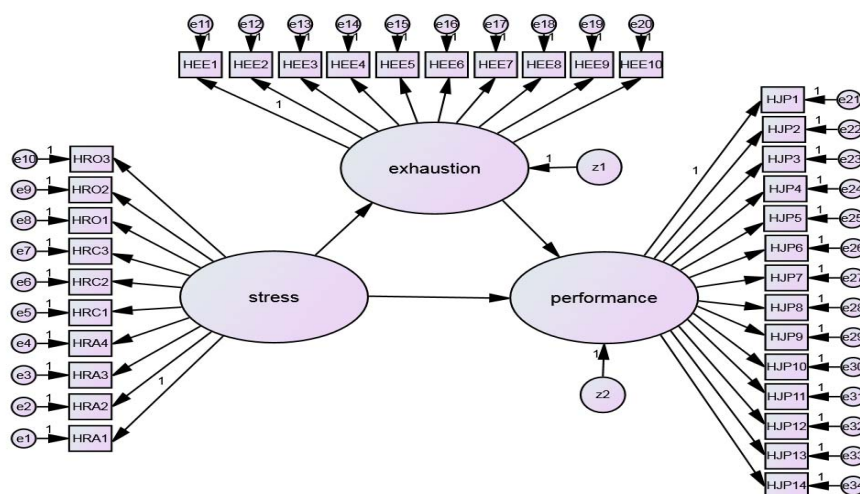 e11 e12 e13 e14 e15 e16 e17 e18 e19 e20
1 1 1 1 1 1 1 1 1 1
HEE1 HEE2 HEE3 HEE4 HEE5 HEE6 HEE7 HEE8 HEE9 HEE10
1
exhaustion
1
z1
e10 1 HRO3
e9 1 HRO2
e8 1 HRO1
e7 1 HRC3
e6 1 HRC2
e5 1 HRC1
e4 1 HRA4
e3 1 HRA3
e2 1 HRA2
e1 1 HRA1
1
stress
performance
1
z2
1
HJP1 1 e21
HJP2 1 e22
HJP3 1 e23
HJP4 1 e24
HJP5 1 e25
HJP6 1 e26
HJP7 1 e27
HJP8 1 e28
HJP9 1 e29
HJP10 1 e30
HJP11 1 e31
HJP12 1 e32
HJP13 1 e33
HJP14 1 e34